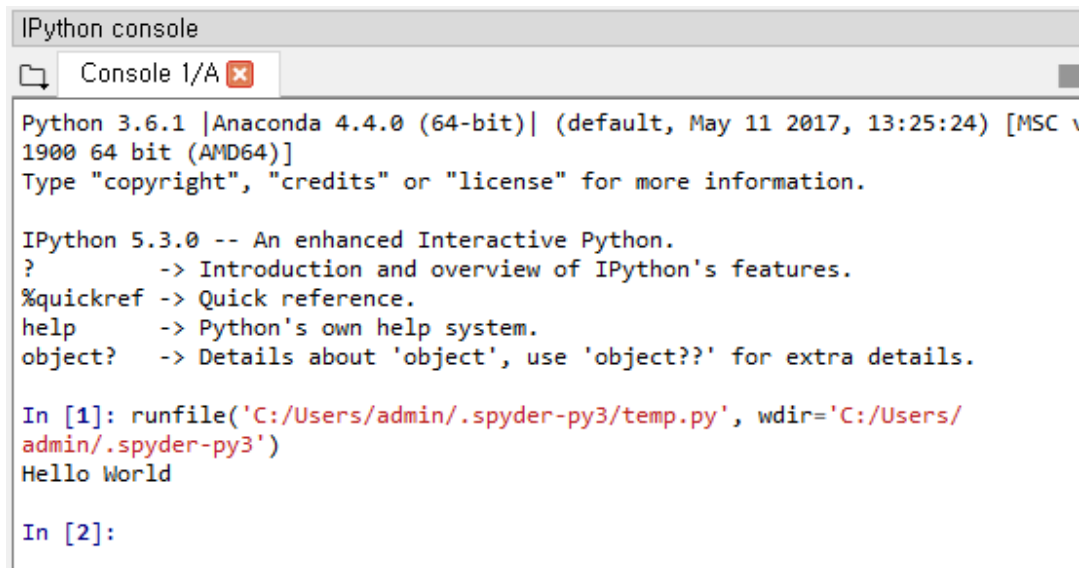 IPython console
Console 1/A
Python 3.6.1 |Anaconda 4.4.0 (64-bit)| (default, May 11 2017, 13:25:24) [MSC
1900 64 bit (AMD64)]
Type "copyright", "credits" or "license" for more information.
IPython 5.3.0 -- An enhanced Interactive Python.
?         -> Introduction and overview of IPython's features.
%quickref -> Quick reference.
help      -> Python's own help system.
object?   -> Details about 'object', use 'object??' for extra details.
In [1]: runfile('C:/Users/admin/.spyder-py3/temp.py', wdir='C:/Users/
admin/.spyder-py3')
Hello World
In [2]: